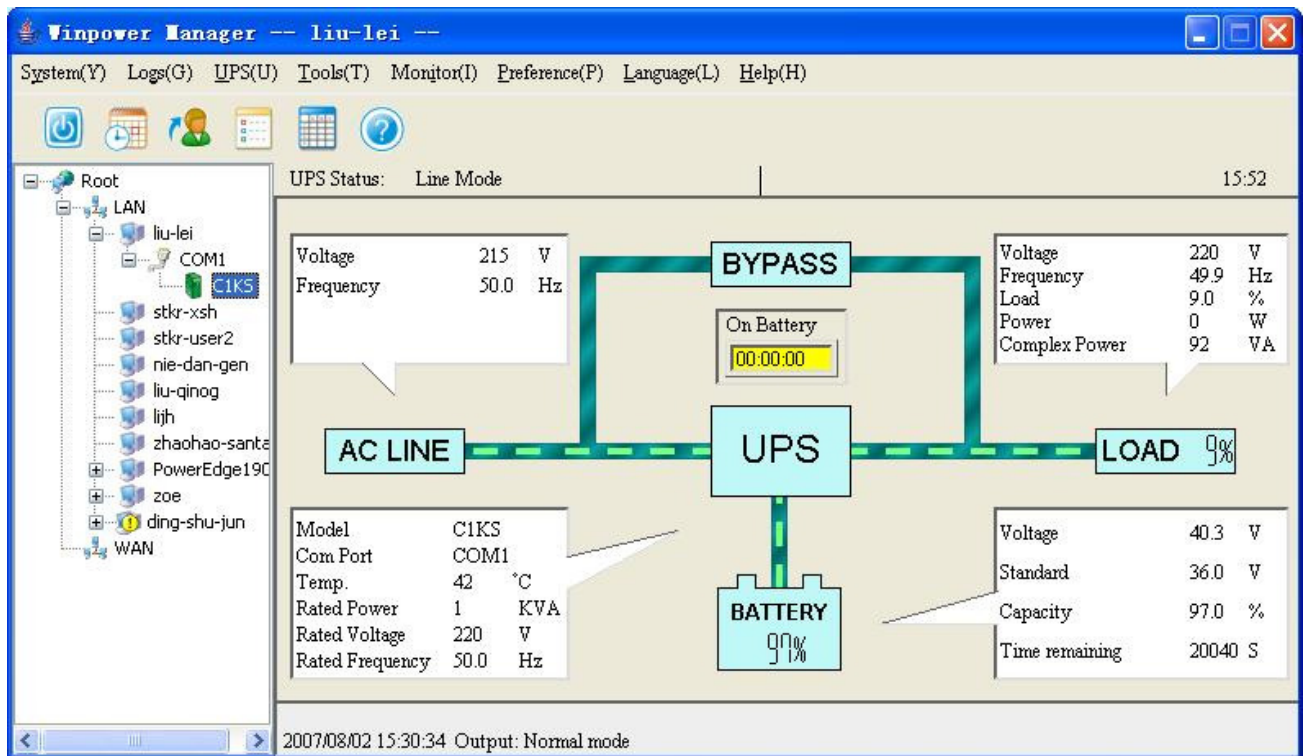 Winpower Manager -- liu-lei --
System(Y) Logs(G) UPS(U) Tools(T) Monitor(I) Preference(P) Language(L) Help(H)
Root
LAN
liu-lei
COM1
C1KS
stkr-xsh
stkr-user2
nie-dan-gen
liu-qinog
lijh
zhaohao-santa
PowerEdge190
zoe
ding-shu-jun
WAN
UPS Status: Line Mode
15:52
Voltage 215 V
Frequency 50.0 Hz
BYPASS
On Battery
00:00:00
Voltage 220 V
Frequency 49.9 Hz
Load 9.0 %
Power 0 W
Complex Power 92 VA
AC LINE
UPS
LOAD 9%
Model C1KS
Com Port COM1
Temp. 42 °C
Rated Power 1 KVA
Rated Voltage 220 V
Rated Frequency 50.0 Hz
BATTERY
97%
Voltage 40.3 V
Standard 36.0 V
Capacity 97.0 %
Time remaining 20040 S
2007/08/02 15:30:34 Output: Normal mode